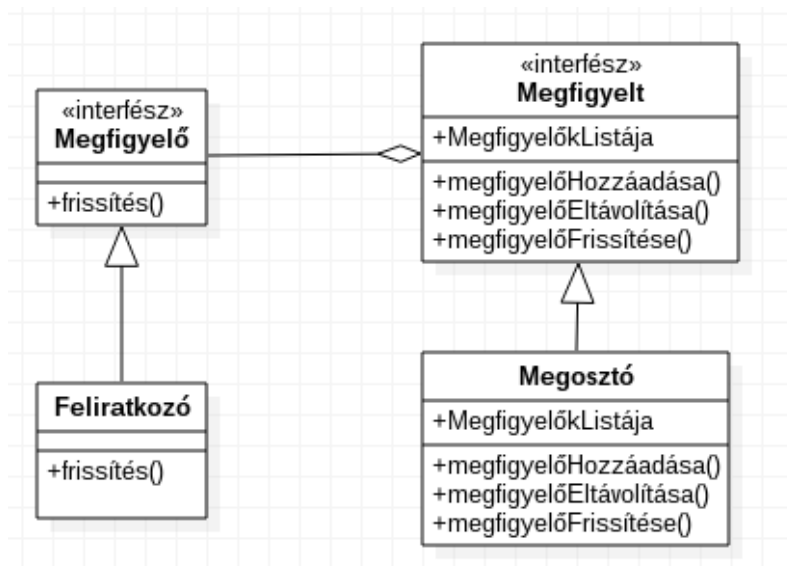 «interfész»
Megfigyelő
+frissítés()
«interfész»
Megfigyelt
+MegfigyelőkListája
+megfigyelőHozzáadása()
+megfigyelőEltávolítása()
+megfigyelőFrissítése()
Feliratkozó
+frissítés()
Megosztó
+MegfigyelőkListája
+megfigyelőHozzáadása()
+megfigyelőEltávolítása()
+megfigyelőFrissítése()